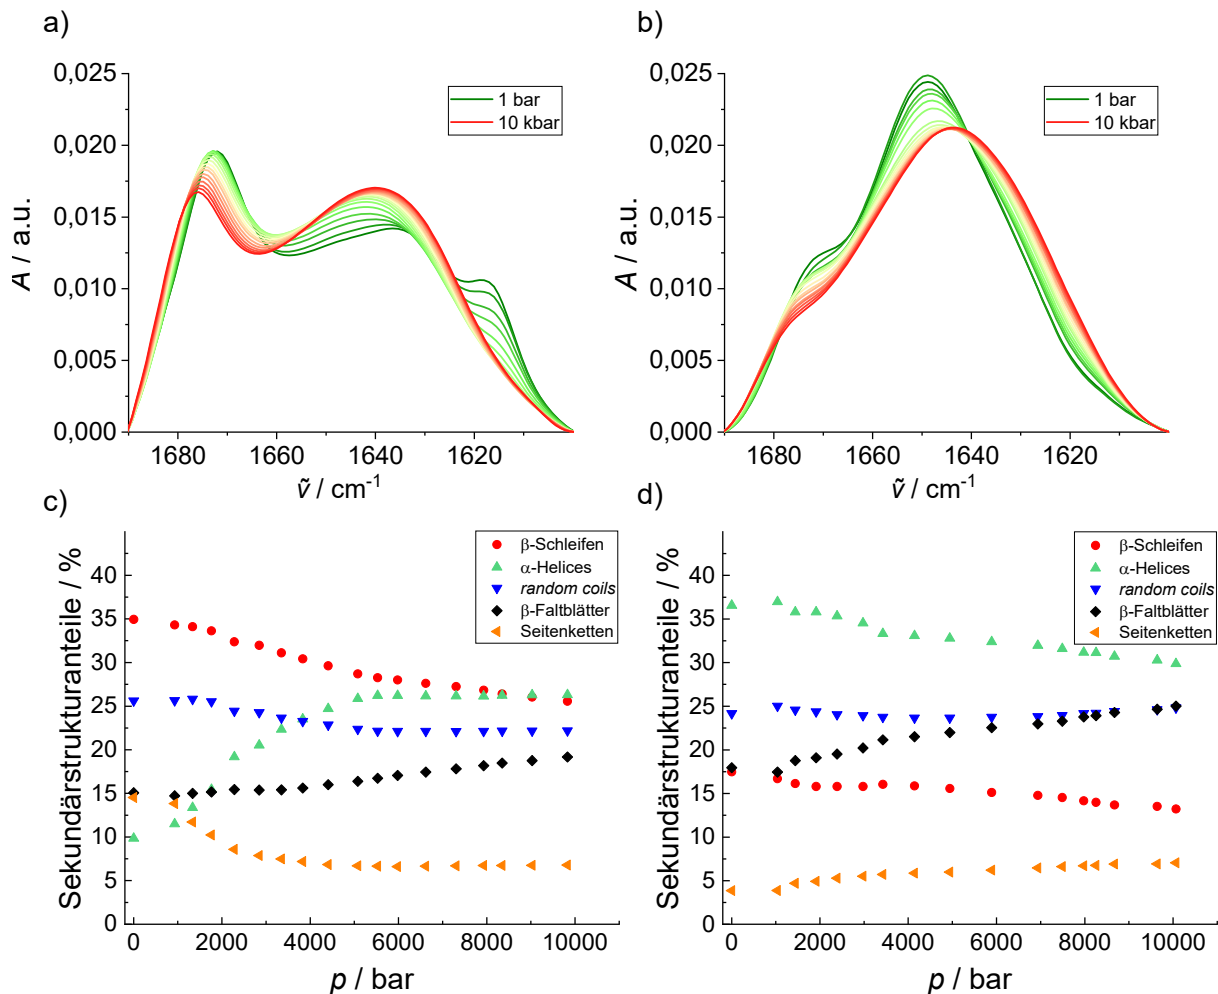 a)
0,025
0,020
0,015
0,010
0,005
0,000
A / a.u.
1 bar
10 kbar
1680 1660 1640 1620
ṽ / cm-1
b)
0,025
0,020
0,015
0,010
0,005
0,000
A / a.u.
1 bar
10 kbar
1680 1660 1640 1620
ṽ / cm-1
c)
40
35
30
25
20
15
10
5
0
Sekundärstrukturanteile / %
β-Schleifen
α-Helices
random coils
β-Faltblätter
Seitenketten
0 2000 4000 6000 8000 10000
p / bar
d)
40
35
30
25
20
15
10
5
0
Sekundärstrukturanteile / %
β-Schleifen
α-Helices
random coils
β-Faltblätter
Seitenketten
0 2000 4000 6000 8000 10000
p / bar